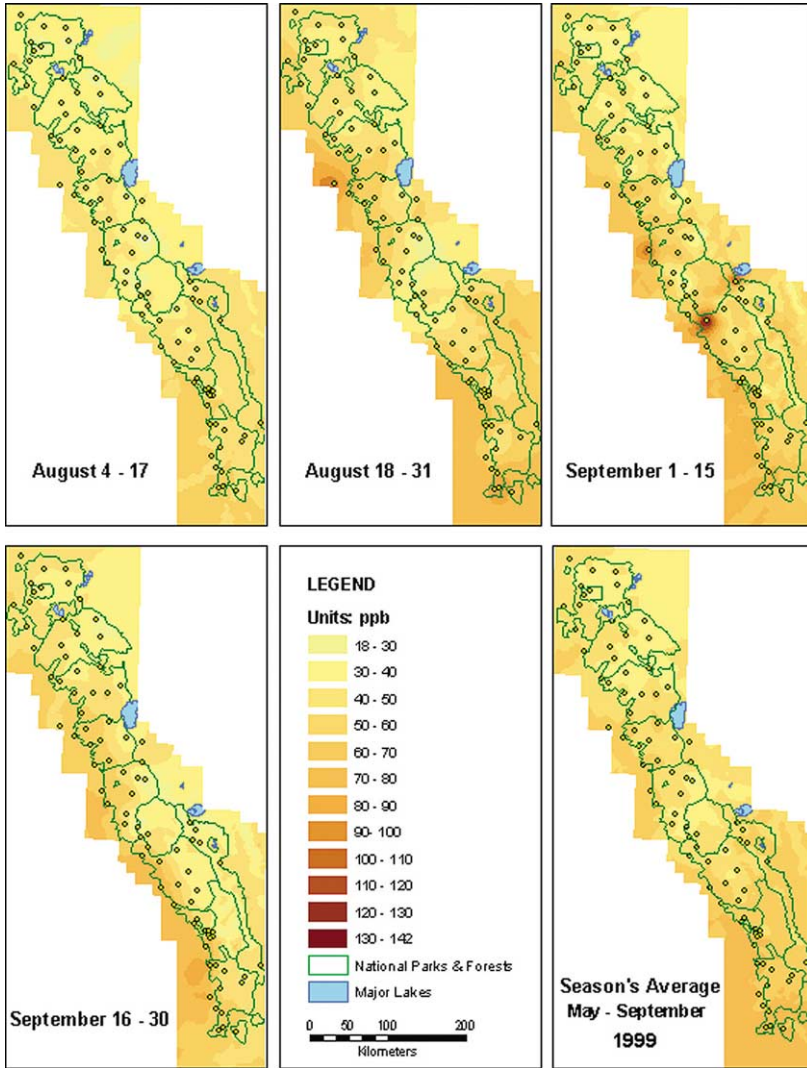 August 4 - 17
August 18 - 31
September 1 - 15
September 16 - 30
LEGEND
Units: ppb
18 - 30
30 - 40
40 - 50
50 - 60
60 - 70
70 - 80
80 - 90
90- 100
100 - 110
110 - 120
120 - 130
130 - 142
National Parks & Forests
Major Lakes
0 50 100 200
Kilometers
Season's Average
May - September
1999